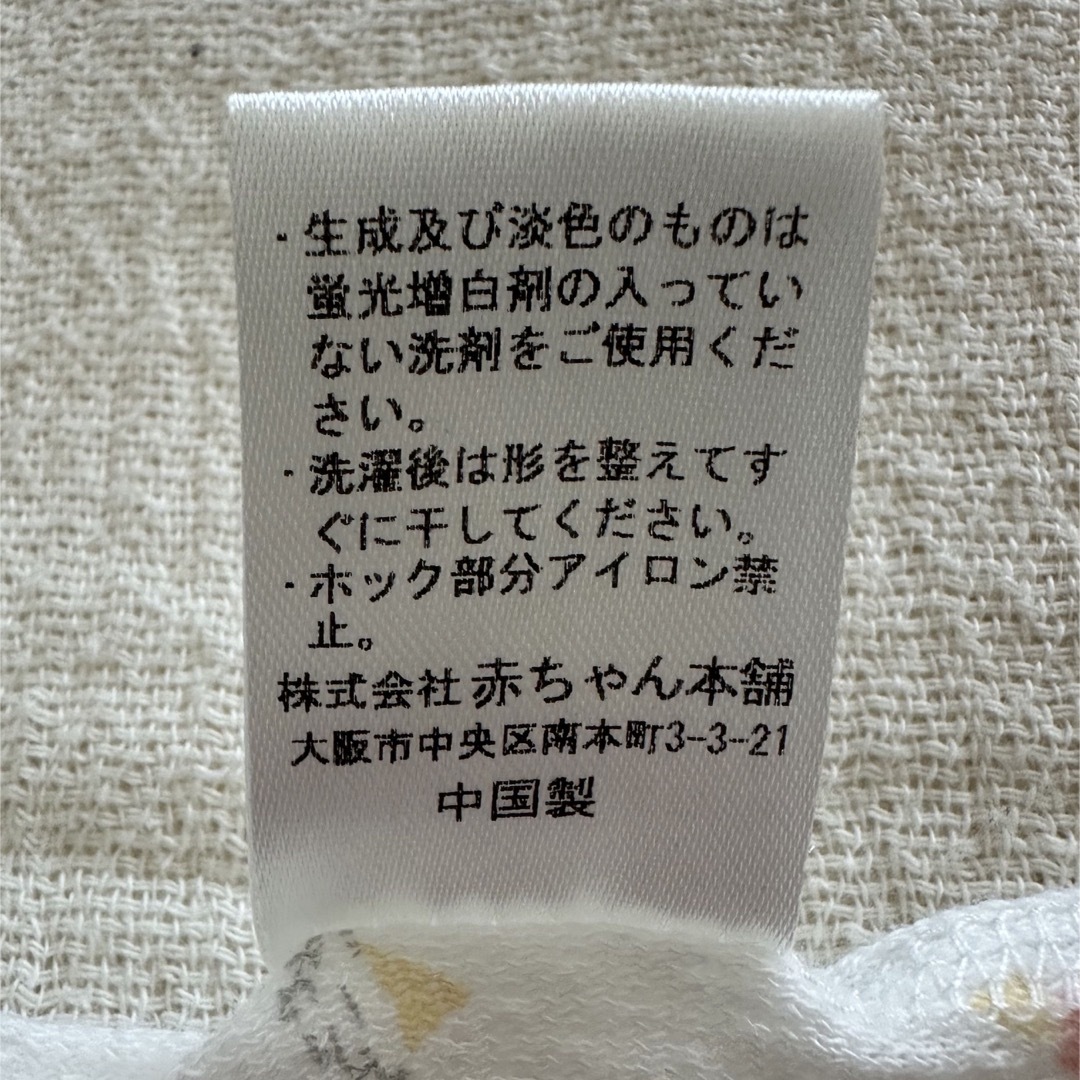 ・生成及び淡色のものは
蛍光増白剤の入ってい
ない洗剤をご使用くだ
さい。
・洗濯後は形を整えてす
ぐに干してください。
・ホック部分アイロン禁
止。
株式会社赤ちゃん本舗
大阪市中央区南本町3-3-21
中国製